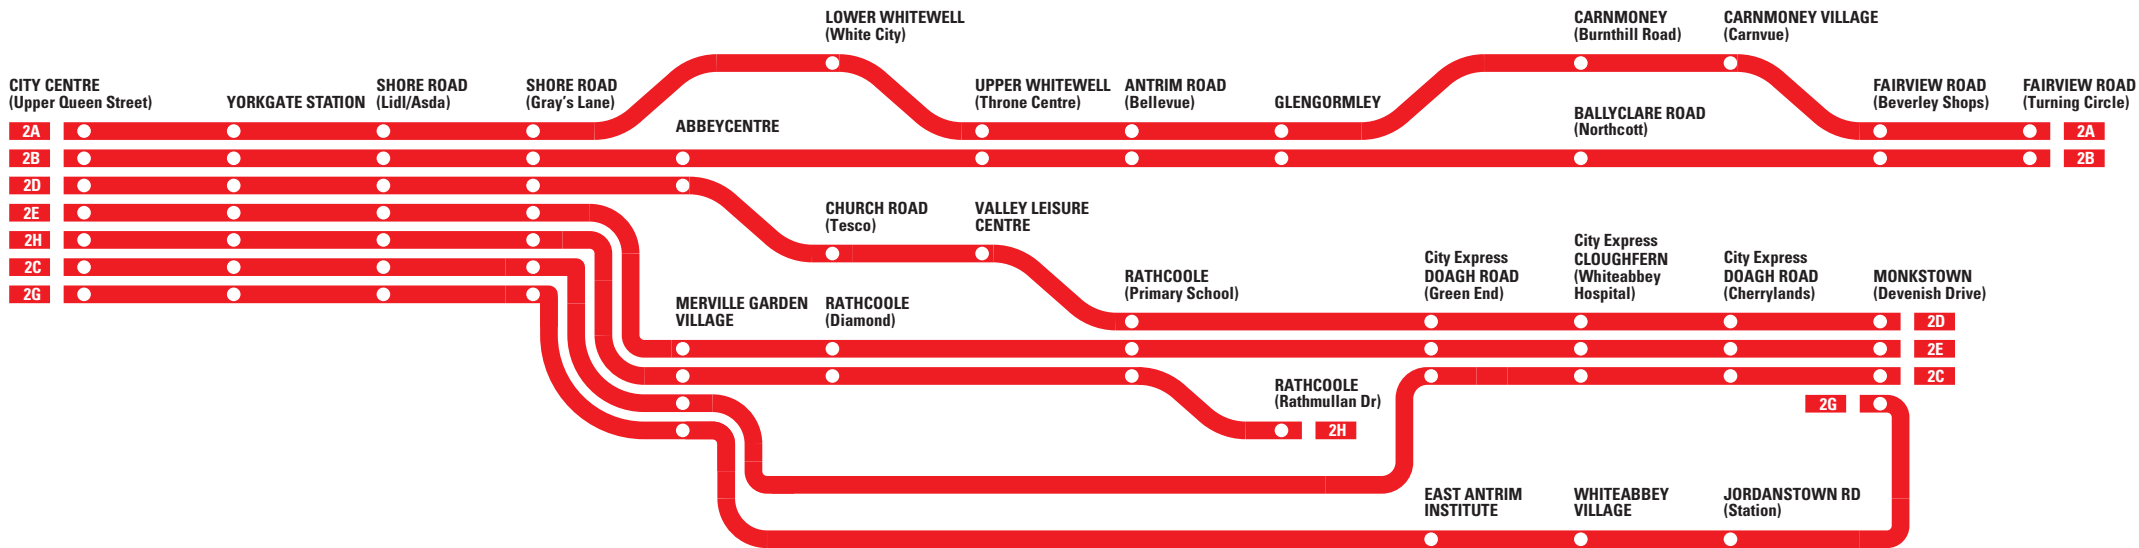 LOWER WHITEWELL
(White City)
CARNMONEY
(Burnthill Road)
CARNMONEY VILLAGE
(Carnvue)
CITY CENTRE
(Upper Queen Street)
YORKGATE STATION
SHORE ROAD
(Lidl/Asda)
SHORE ROAD
(Gray's Lane)
UPPER WHITEWELL
(Throne Centre)
ANTRIM ROAD
(Bellevue)
GLENGORMLEY
FAIRVIEW ROAD
(Beverley Shops)
FAIRVIEW ROAD
(Turning Circle)
ABBEYCENTRE
BALLYCLARE ROAD
(Northcott)
2A
2A
2B
2B
2D
2E
2H
2C
2G
CHURCH ROAD
(Tesco)
VALLEY LEISURE
CENTRE
RATHCOOLE
(Primary School)
City Express
DOAGH ROAD
(Green End)
City Express
CLOUGHFERN
(Whiteabbey
Hospital)
City Express
DOAGH ROAD
(Cherrylands)
MONKSTOWN
(Devenish Drive)
MERVILLE GARDEN
VILLAGE
RATHCOOLE
(Diamond)
2D
2E
2C
RATHCOOLE
(Rathmullan Dr)
2G
2H
EAST ANTRIM
INSTITUTE
WHITEABBEY
VILLAGE
JORDANSTOWN RD
(Station)